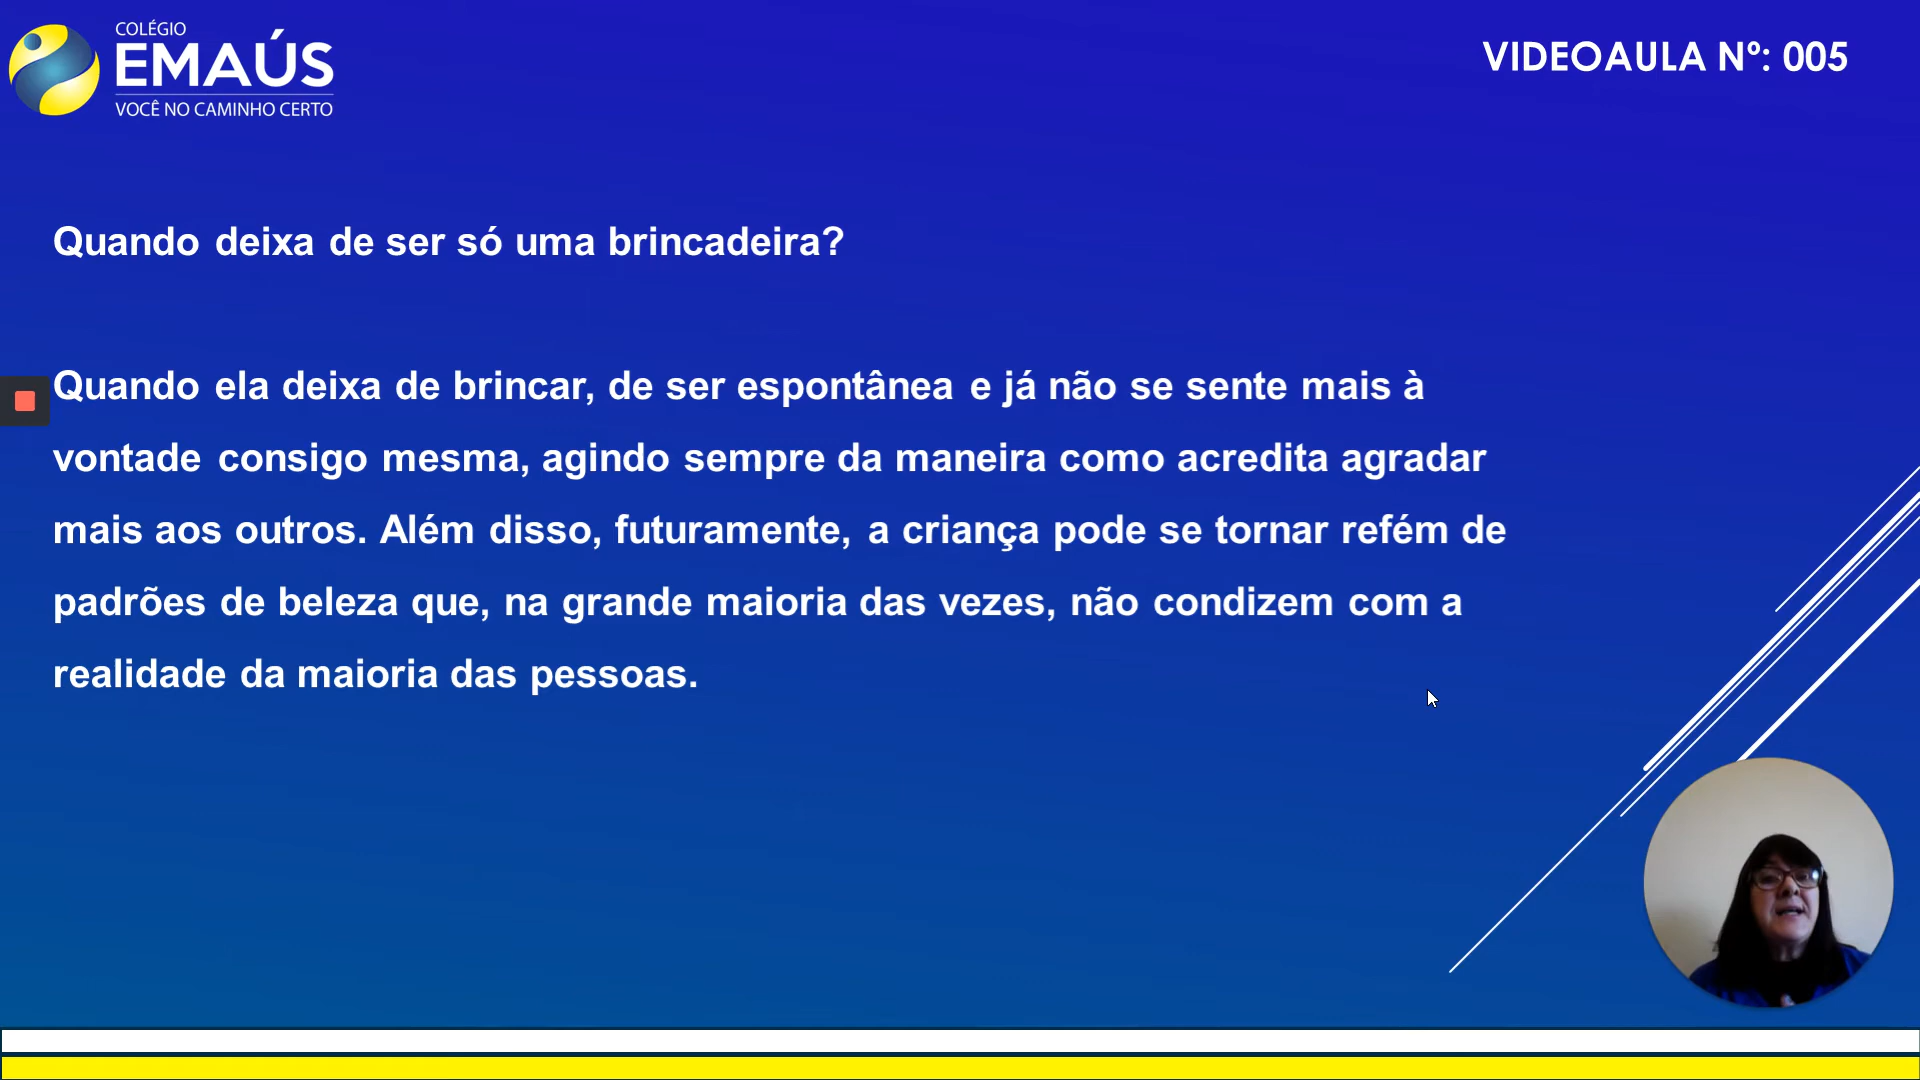 COLÉGIO
EMAÚS
VOCÊ NO CAMINHO CERTO
VIDEOAULA Nº: 005
Quando deixa de ser só uma brincadeira?
Quando ela deixa de brincar, de ser espontânea e já não se sente mais à
vontade consigo mesma, agindo sempre da maneira como acredita agradar
mais aos outros. Além disso, futuramente, a criança pode se tornar refém de
padrões de beleza que, na grande maioria das vezes, não condizem com a
realidade da maioria das pessoas.